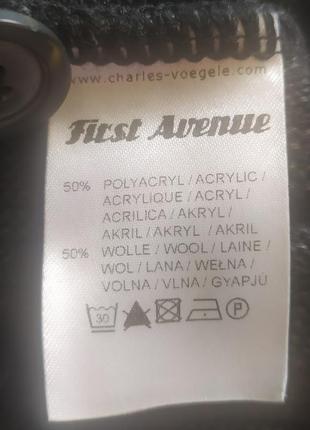 www.charles-voegele.com
First Avenue
50% POLYACRYL / ACRYLIC /
ACRYLIQUE / ACRYL /
ACRILICA / AKRYL /
AKRIL / AKRYL / AKRIL
50% WOLLE / WOOL / LAINE /
WOL / LANA / WEŁNA /
VOLNA / VLNA / GYAPJÚ
30 P